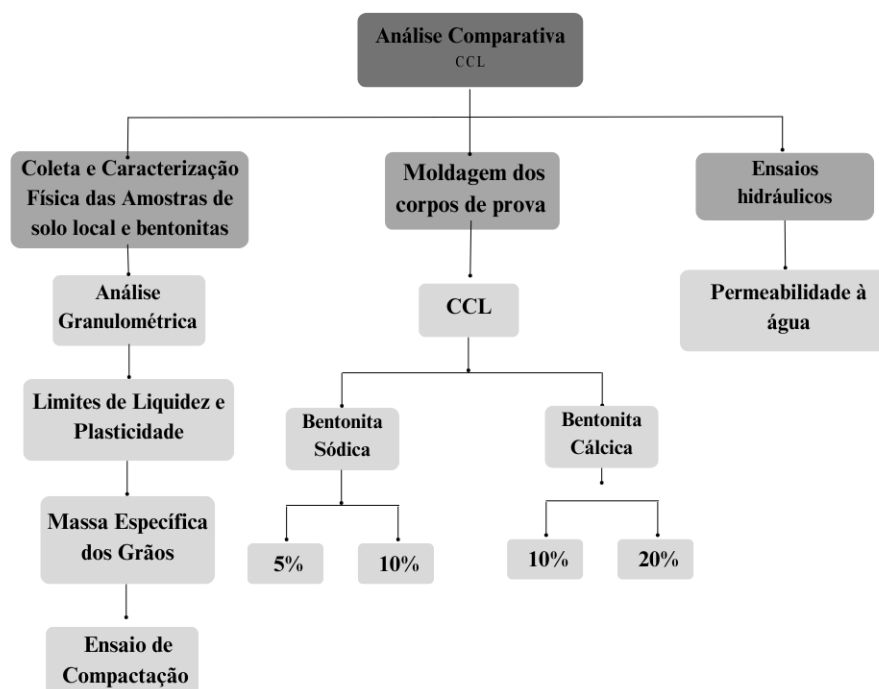 Análise Comparativa
CCL
Coleta e Caracterização
Física das Amostras de
solo local e bentonitas
Análise
Granulométrica
Limites de Liquidez e
Plasticidade
Massa Específica
dos Grãos
Ensaio de
Compactação
Moldagem dos
corpos de prova
CCL
Bentonita
Sódica
5%
10%
Bentonita
Cálcica
10%
20%
Ensaios
hidráulicos
Permeabilidade à
água